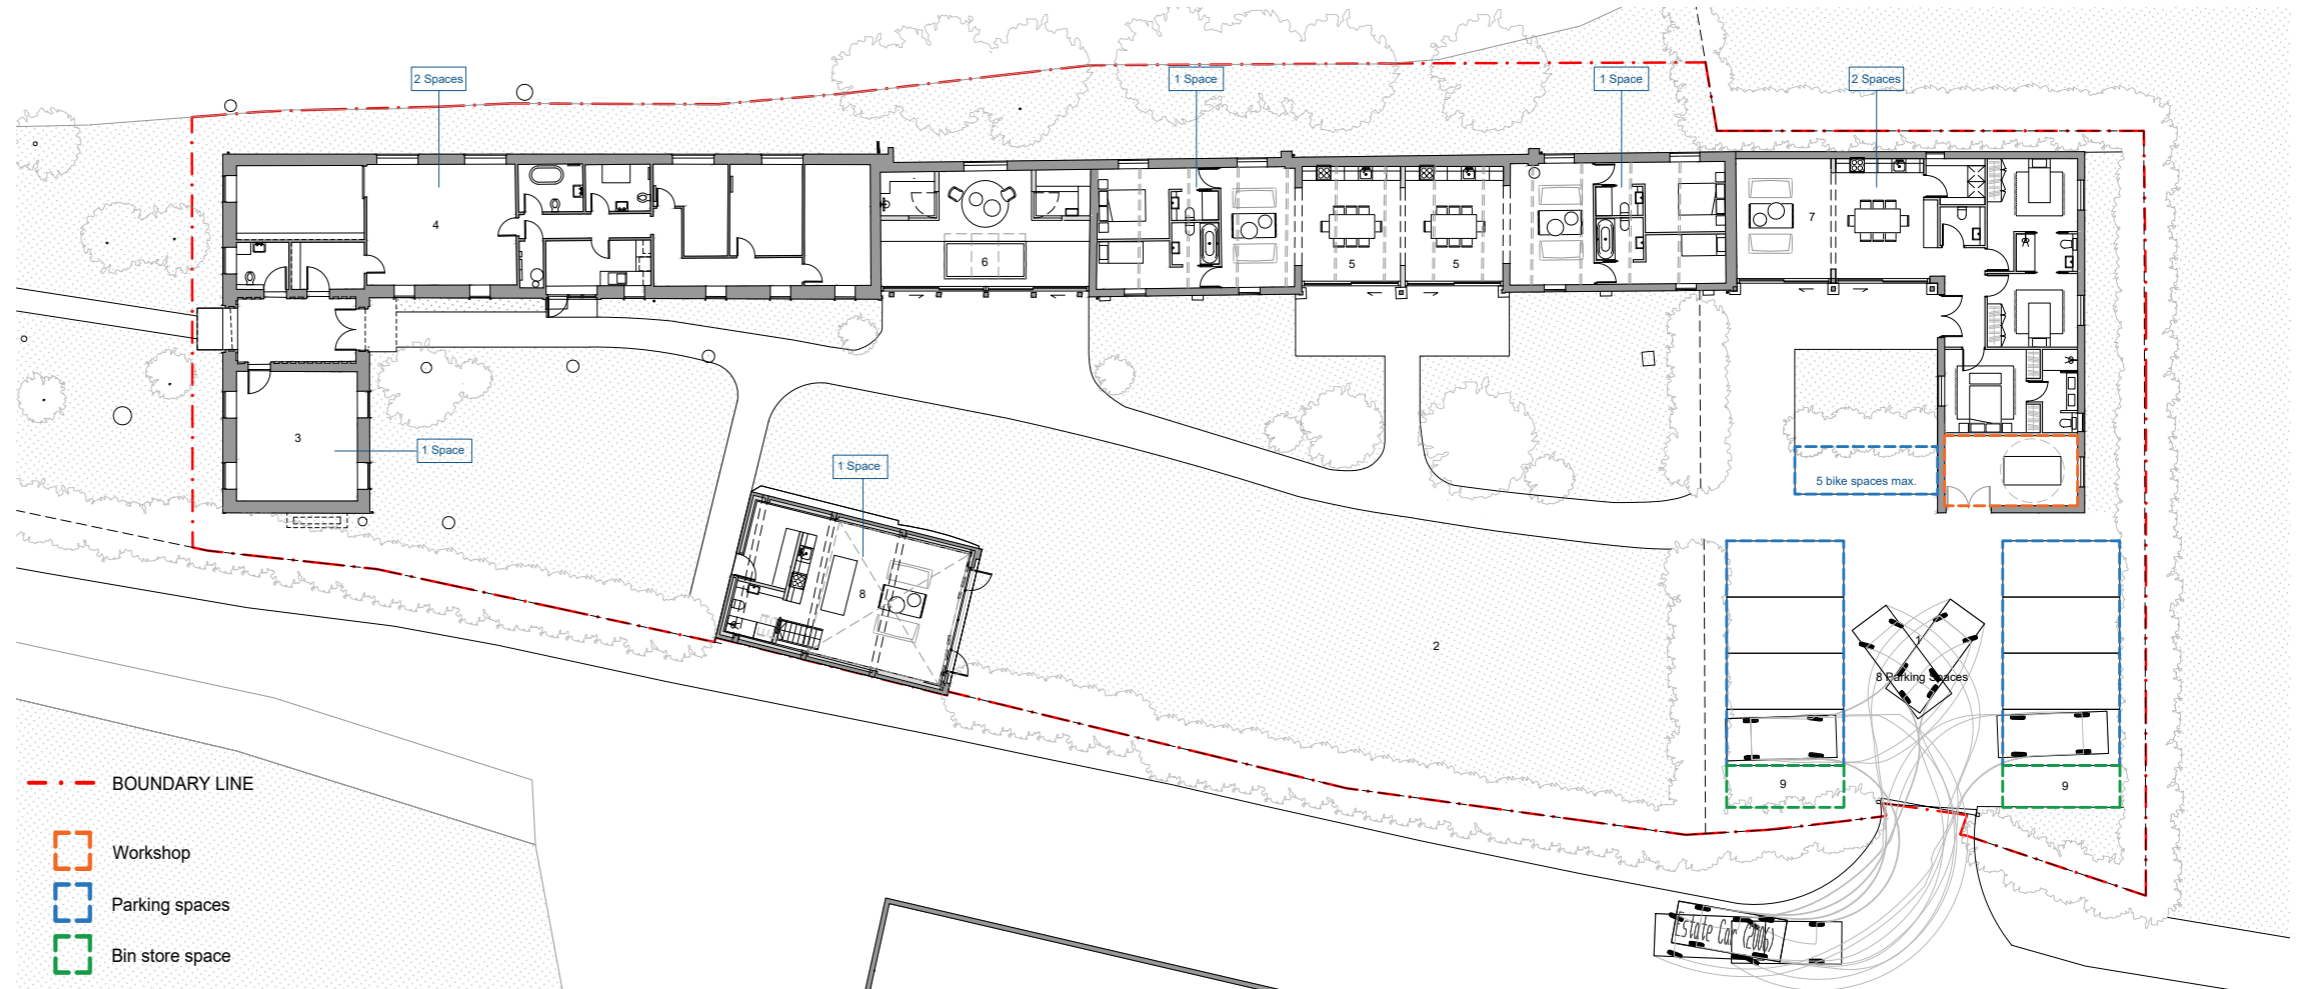 2 Spaces
1 Space
1 Space
2 Spaces
4
6
5
5
7
3
1 Space
1 Space
5 bike spaces max.
8
2
1
8 Parking Spaces
9
9
BOUNDARY LINE
Workshop
Parking spaces
Bin store space
Estate Car (2006)